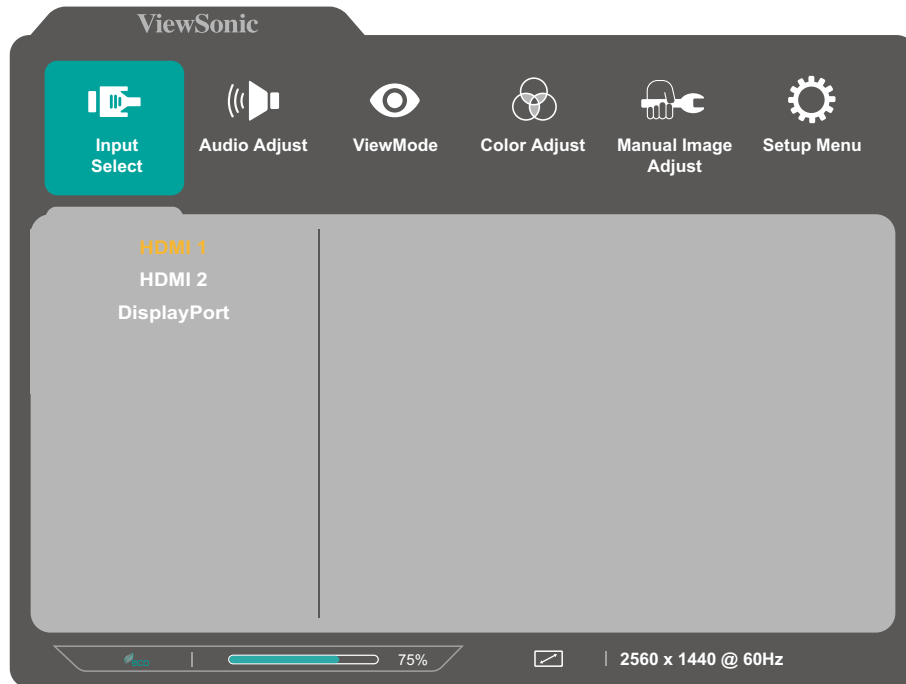 ViewSonic
Input
Select
Audio Adjust
ViewMode
Color Adjust
Manual Image
Adjust
Setup Menu
HDMI 1
HDMI 2
DisplayPort
eco
75%
2560 x 1440 @ 60Hz